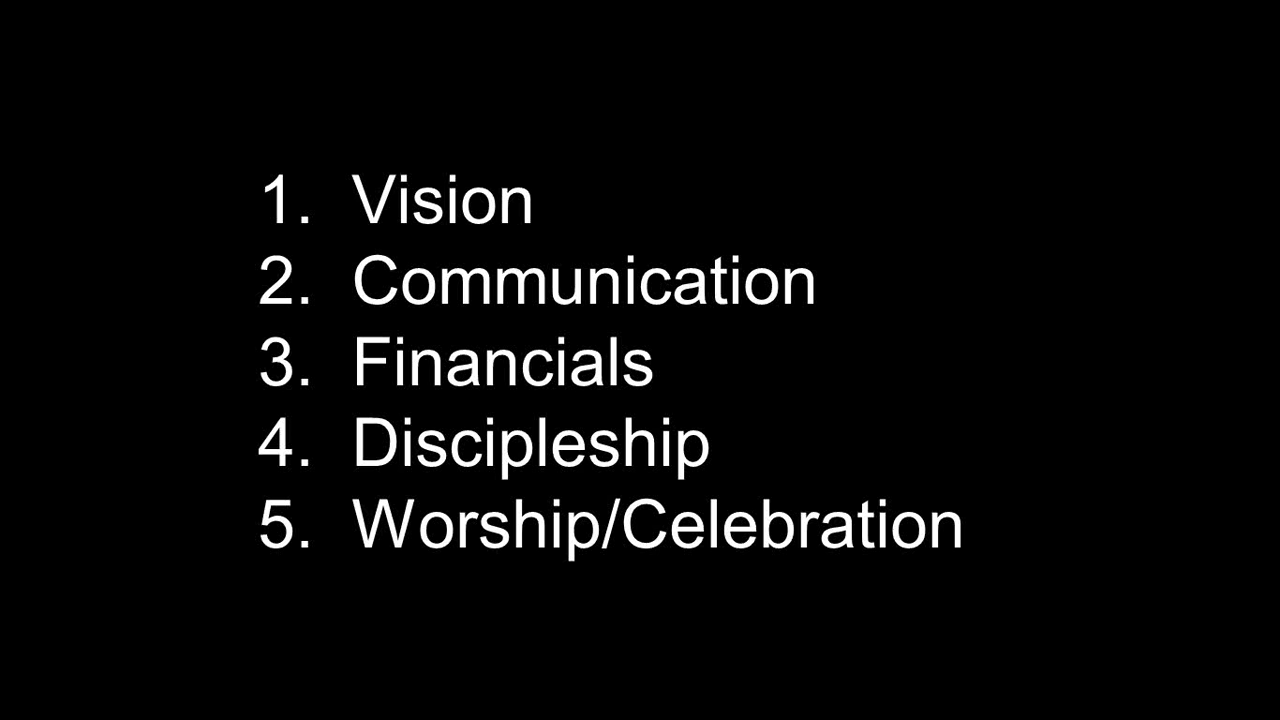 1. Vision
2. Communication
3. Financials
4. Discipleship
5. Worship/Celebration